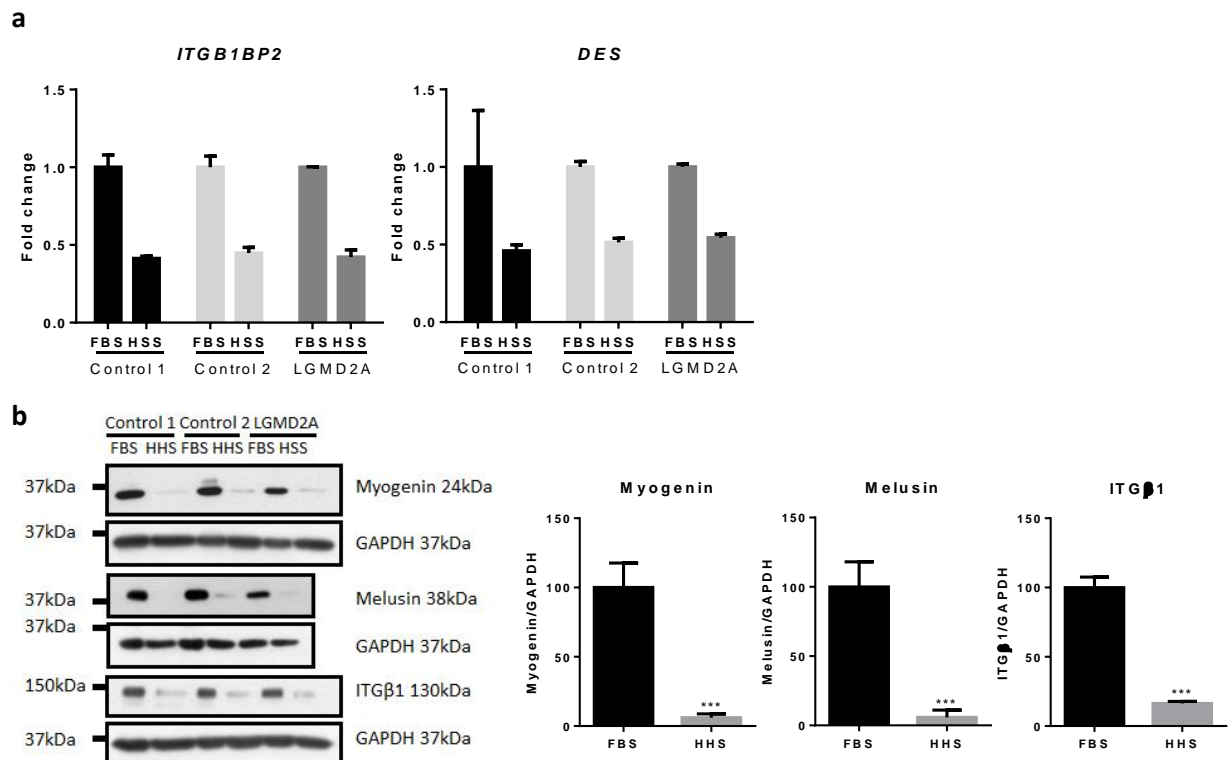 a
ITGB1BP2
DES
Fold change
1.5
1.0
0.5
0.0
FBS HSS FBS HSS FBS HSS
Control 1 Control 2 LGMD2A
Fold change
1.5
1.0
0.5
0.0
FBS HSS FBS HSS FBS HSS
Control 1 Control 2 LGMD2A
b
Control 1 Control 2 LGMD2A
FBS HHS FBS HHS FBS HSS
37kDa Myogenin 24kDa
37kDa GAPDH 37kDa
37kDa Melusin 38kDa
37kDa GAPDH 37kDa
150kDa ITGβ1 130kDa
37kDa GAPDH 37kDa
Myogenin
Myogenin/GAPDH
150
100
50
0
***
FBS HHS
Melusin
Melusin/GAPDH
150
100
50
0
***
FBS HHS
ITGβ1
ITGβ1/GAPDH
150
100
50
0
***
FBS HHS